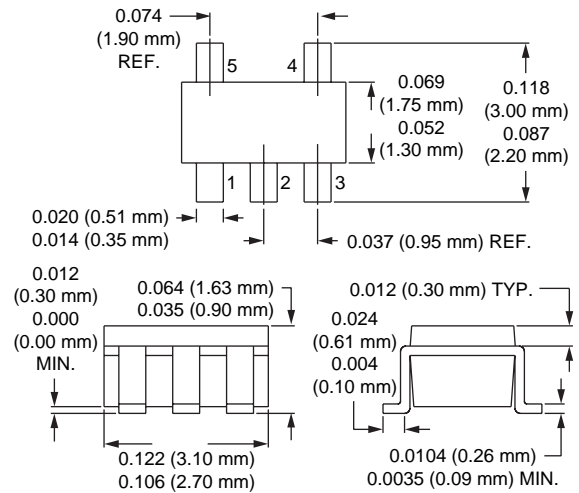 0.074
(1.90 mm)
REF.
5
4
0.069
(1.75 mm)
0.052
(1.30 mm)
0.118
(3.00 mm)
0.087
(2.20 mm)
1
2
3
0.020 (0.51 mm)
0.014 (0.35 mm)
0.037 (0.95 mm) REF.
0.012
(0.30 mm)
0.000
(0.00 mm)
MIN.
0.064 (1.63 mm)
0.035 (0.90 mm)
0.122 (3.10 mm)
0.106 (2.70 mm)
0.012 (0.30 mm) TYP.
0.024
(0.61 mm)
0.004
(0.10 mm)
0.0104 (0.26 mm)
0.0035 (0.09 mm) MIN.